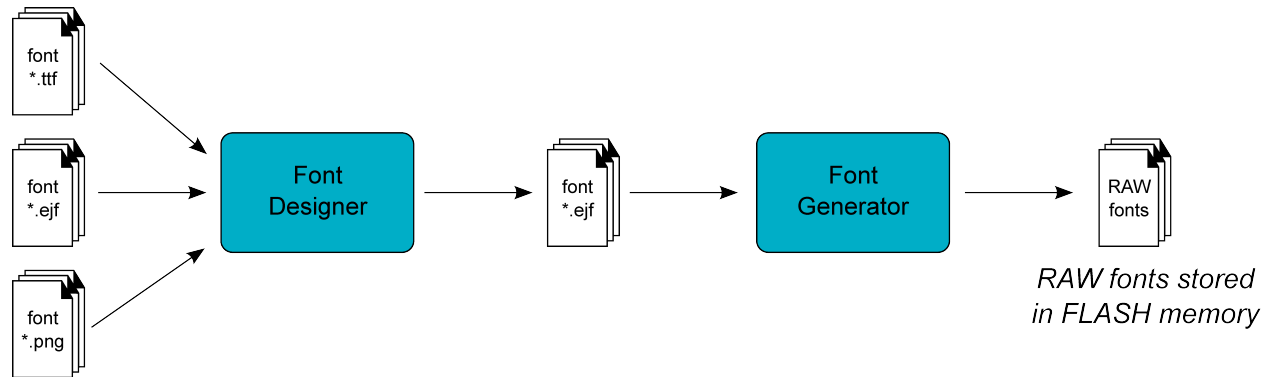 font
*.ttf
font
*.ejf
font
*.png
Font
Designer
font
*.ejf
Font
Generator
RAW
fonts
RAW fonts stored
in FLASH memory